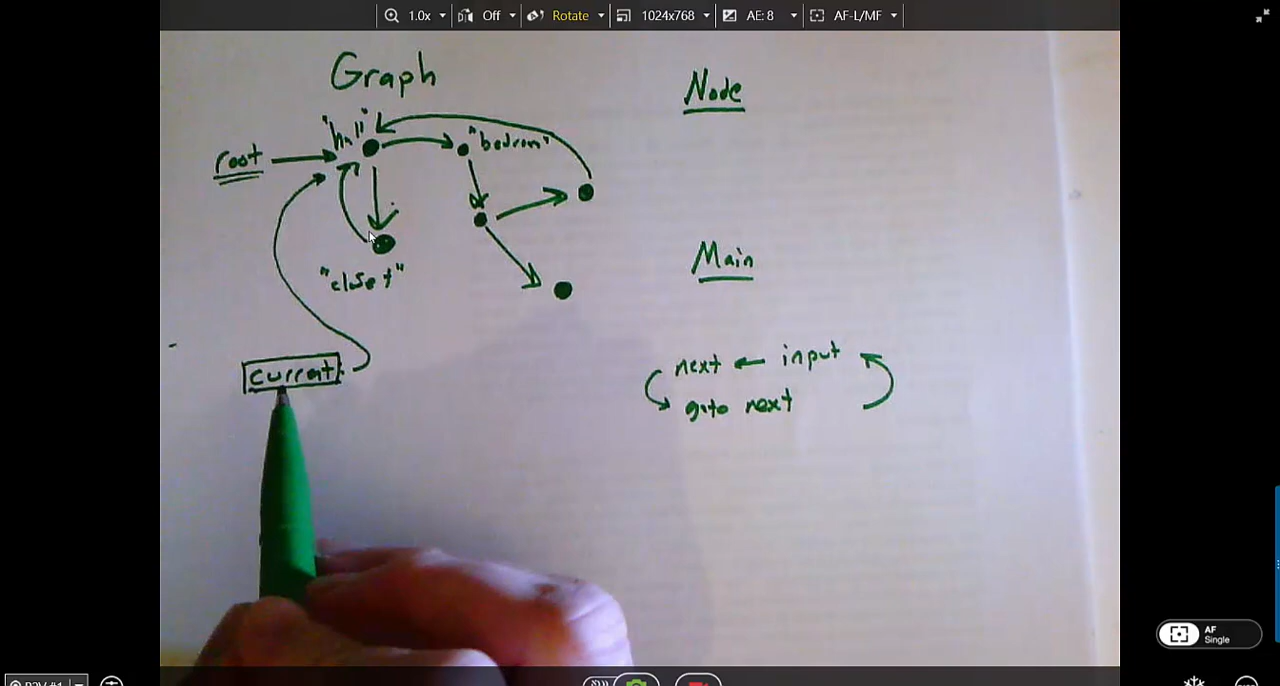 1.0x Off Rotate 1024x768 AE: 8 AF-L/MF
Graph
Node
"hall"
"bedroom"
root
"closet"
Main
current
next ← input
goto next
AF
Single